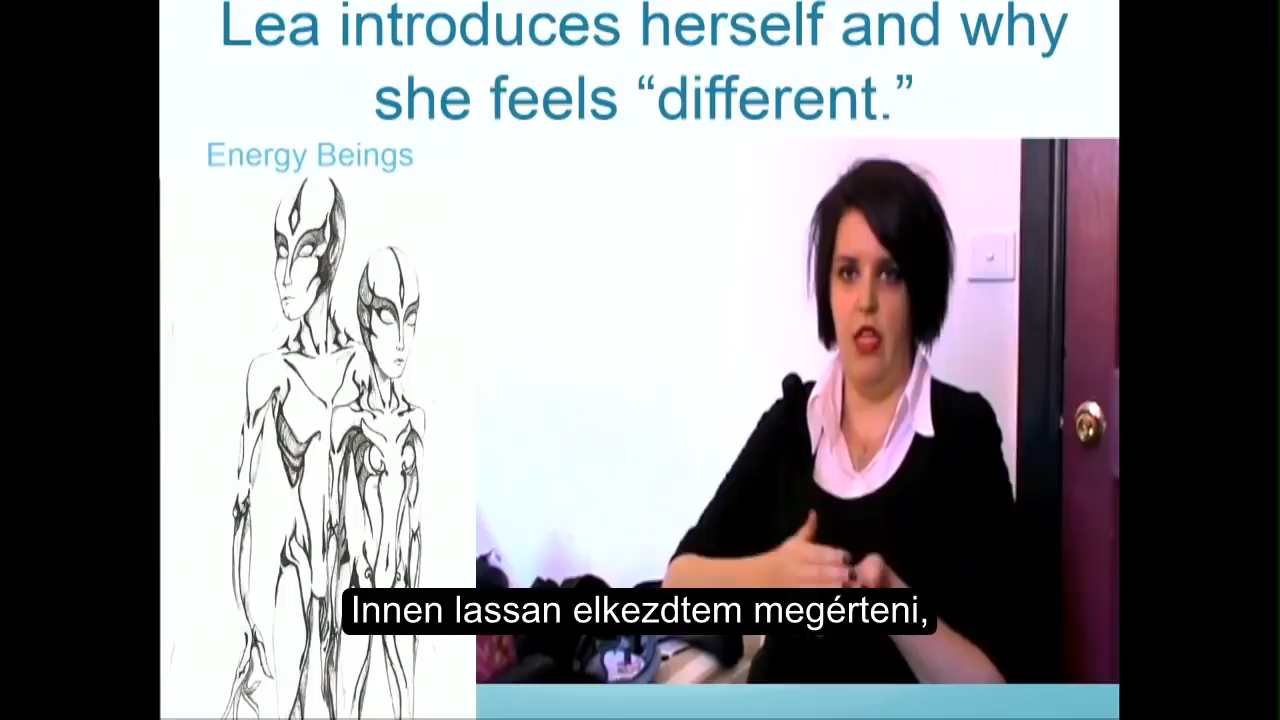 Lea introduces herself and why
she feels “different.”
Energy Beings
Innen lassan elkezdtem megérteni,